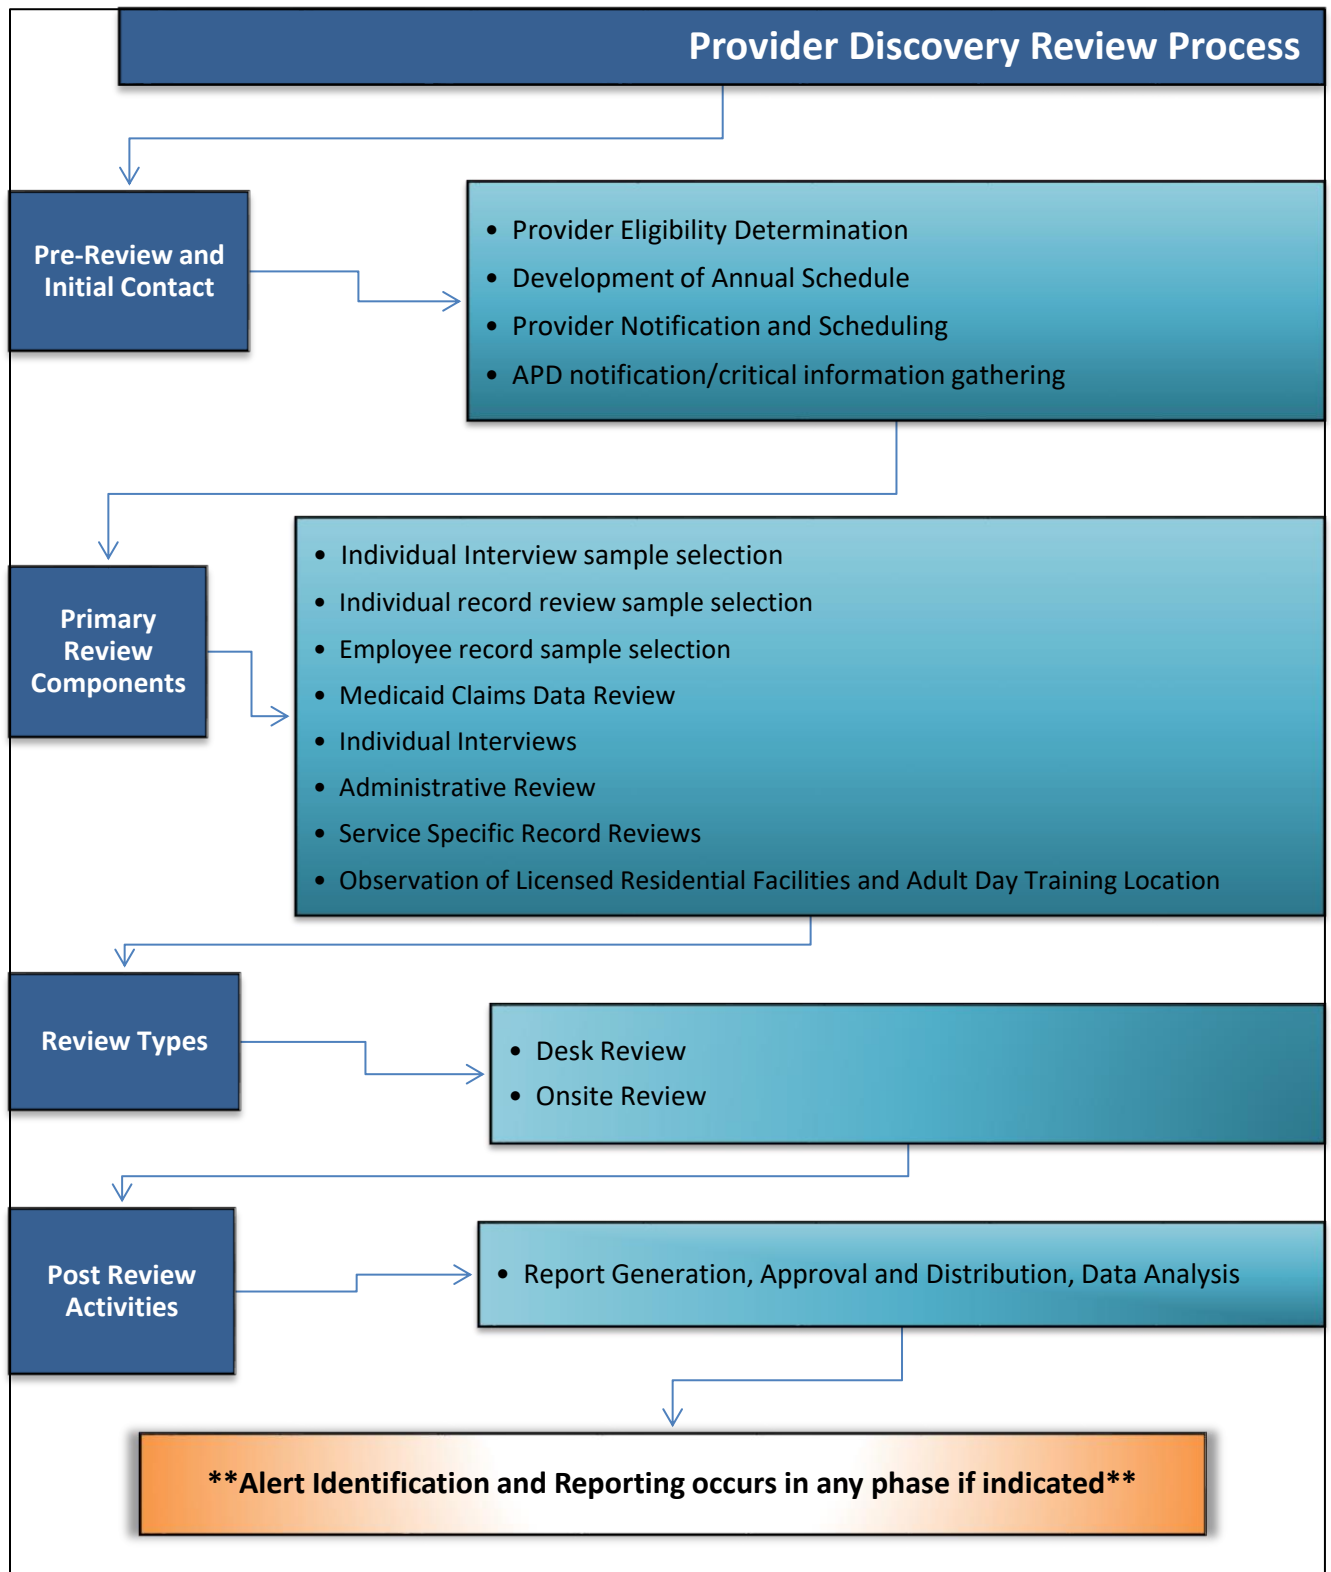 Provider Discovery Review Process
Pre-Review and
Initial Contact
• Provider Eligibility Determination
• Development of Annual Schedule
• Provider Notification and Scheduling
• APD notification/critical information gathering
Primary
Review
Components
• Individual Interview sample selection
• Individual record review sample selection
• Employee record sample selection
• Medicaid Claims Data Review
• Individual Interviews
• Administrative Review
• Service Specific Record Reviews
• Observation of Licensed Residential Facilities and Adult Day Training Location
Review Types
• Desk Review
• Onsite Review
Post Review
Activities
• Report Generation, Approval and Distribution, Data Analysis
**Alert Identification and Reporting occurs in any phase if indicated**